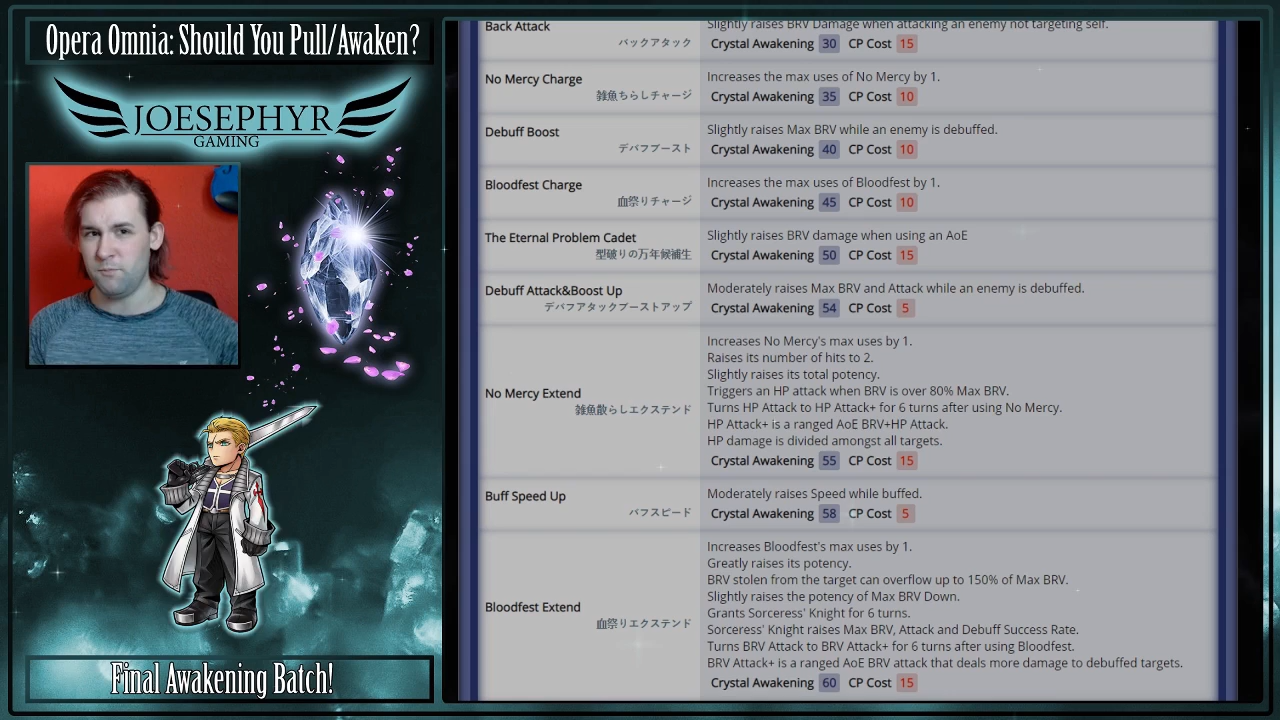 Opera Omnia: Should You Pull/Awaken?
JOESEPHYR
GAMING
Final Awakening Batch!
Back Attack
バックアタック
Slightly raises BRV Damage when attacking an enemy not targeting self.
Crystal Awakening 30 CP Cost 15
No Mercy Charge
雑魚ちらしチャージ
Increases the max uses of No Mercy by 1.
Crystal Awakening 35 CP Cost 10
Debuff Boost
デバフブースト
Slightly raises Max BRV while an enemy is debuffed.
Crystal Awakening 40 CP Cost 10
Bloodfest Charge
血祭りチャージ
Increases the max uses of Bloodfest by 1.
Crystal Awakening 45 CP Cost 10
The Eternal Problem Cadet
型破りの万年候補生
Slightly raises BRV damage when using an AoE
Crystal Awakening 50 CP Cost 15
Debuff Attack&Boost Up
デバフアタックブーストアップ
Moderately raises Max BRV and Attack while an enemy is debuffed.
Crystal Awakening 54 CP Cost 5
No Mercy Extend
雑魚散らしエクステンド
Increases No Mercy's max uses by 1.
Raises its number of hits to 2.
Slightly raises its total potency.
Triggers an HP attack when BRV is over 80% Max BRV.
Turns HP Attack to HP Attack+ for 6 turns after using No Mercy.
HP Attack+ is a ranged AoE BRV+HP Attack.
HP damage is divided amongst all targets.
Crystal Awakening 55 CP Cost 15
Buff Speed Up
バフスピード
Moderately raises Speed while buffed.
Crystal Awakening 58 CP Cost 5
Bloodfest Extend
血祭りエクステンド
Increases Bloodfest's max uses by 1.
Greatly raises its potency.
BRV stolen from the target can overflow up to 150% of Max BRV.
Slightly raises the potency of Max BRV Down.
Grants Sorceress' Knight for 6 turns.
Sorceress' Knight raises Max BRV, Attack and Debuff Success Rate.
Turns BRV Attack to BRV Attack+ for 6 turns after using Bloodfest.
BRV Attack+ is a ranged AoE BRV attack that deals more damage to debuffed targets.
Crystal Awakening 60 CP Cost 15